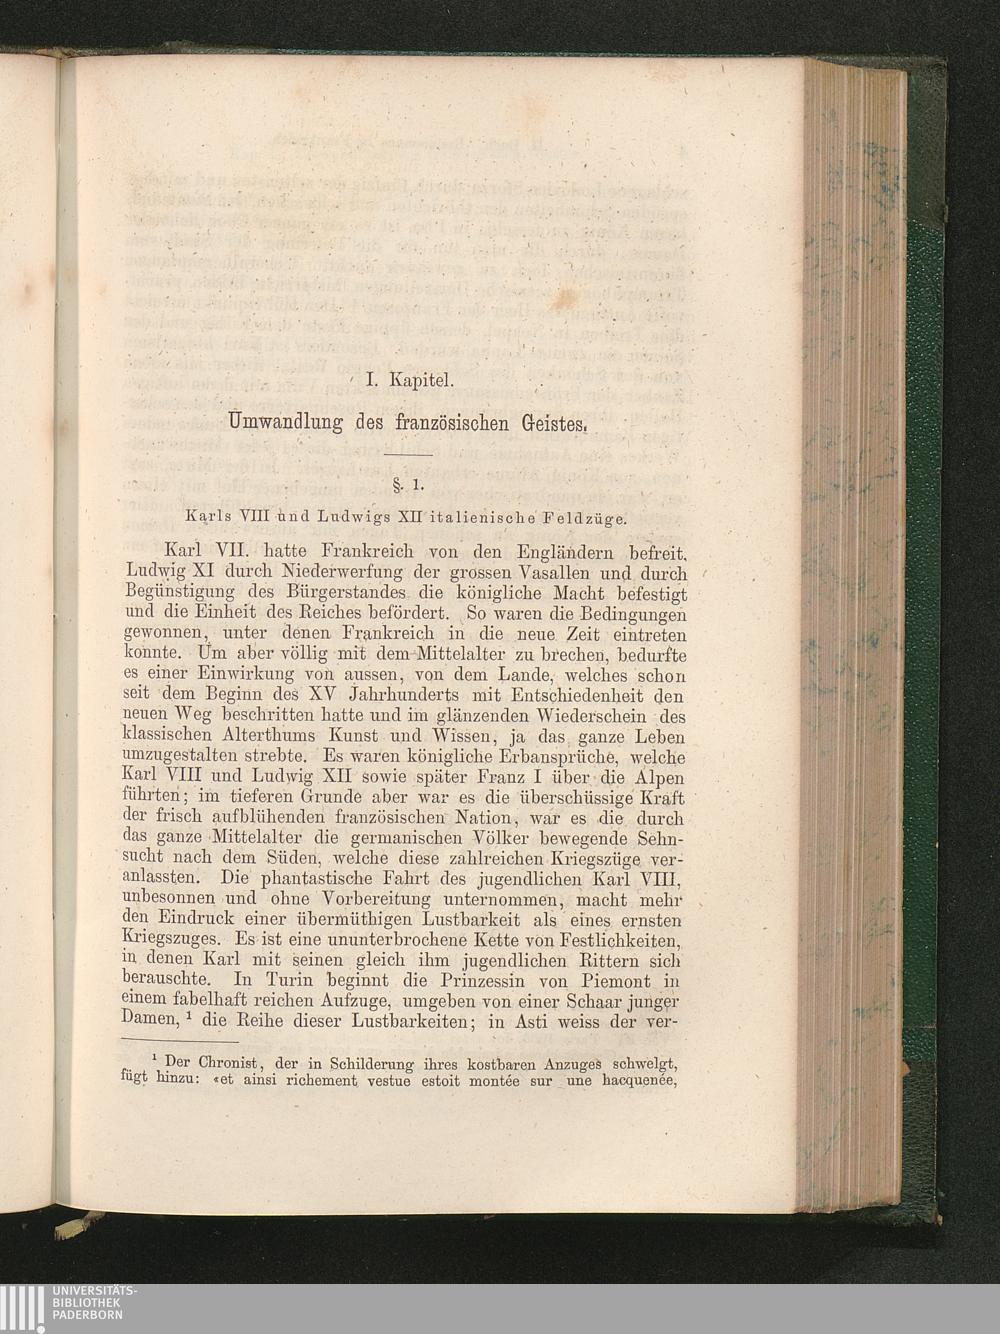 I. Kapitel.
Umwandlung des französischen Geistes.
§. 1.
Karls VIII und Ludwigs XII italienische Feldzüge.
Karl VII. hatte Frankreich von den Engländern befreit,
Ludwig XI durch Niederwerfung der grossen Vasallen und durch
Begünstigung des Bürgerstandes die königliche Macht befestigt
und die Einheit des Reiches befördert. So waren die Bedingungen
gewonnen, unter denen Frankreich in die neue Zeit eintreten
konnte. Um aber völlig mit dem Mittelalter zu brechen, bedurfte
es einer Einwirkung von aussen, von dem Lande, welches schon
seit dem Beginn des XV Jahrhunderts mit Entschiedenheit den
neuen Weg beschritten hatte und im glänzenden Wiederschein des
klassischen Alterthums Kunst und Wissen, ja das ganze Leben
umzugestalten strebte. Es waren königliche Erbansprüche, welche
Karl VIII und Ludwig XII sowie später Franz I über die Alpen
führten; im tieferen Grunde aber war es die überschüssige Kraft
der frisch aufblühenden französischen Nation, war es die durch
das ganze Mittelalter die germanischen Völker bewegende Sehn-
sucht nach dem Süden, welche diese zahlreichen Kriegszüge ver-
anlassten. Die phantastische Fahrt des jugendlichen Karl VIII,
unbesonnen und ohne Vorbereitung unternommen, macht mehr
den Eindruck einer übermüthigen Lustbarkeit als eines ernsten
Kriegszuges. Es ist eine ununterbrochene Kette von Festlichkeiten,
in denen Karl mit seinen gleich ihm jugendlichen Rittern sich
berauschte. In Turin beginnt die Prinzessin von Piemont in
einem fabelhaft reichen Aufzuge, umgeben von einer Schaar junger
Damen, ¹ die Reihe dieser Lustbarkeiten; in Asti weiss der ver-
¹ Der Chronist, der in Schilderung ihres kostbaren Anzuges schwelgt,
fügt hinzu: «et ainsi richement vestue estoit montée sur une hacquenée,
UNIVERSITÄTS-
BIBLIOTHEK
PADERBORN